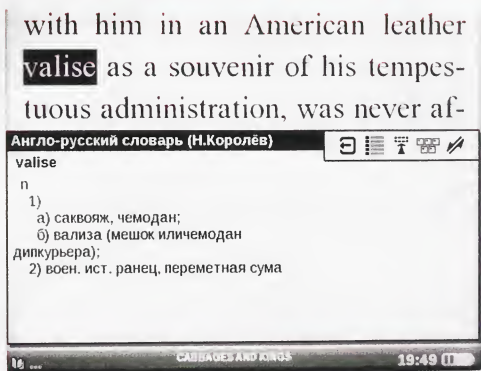 with him in an American leather
valise as a souvenir of his tempes-
tuous administration, was never af-
Англо-русский словарь (Н.Королёв)
valise
n
1)
а) саквояж, чемодан;
б) вализа (мешок иличемодан
дипкурьера);
2) воен. ист. ранец, переметная сума
CABBAGES AND KINGS
19:49